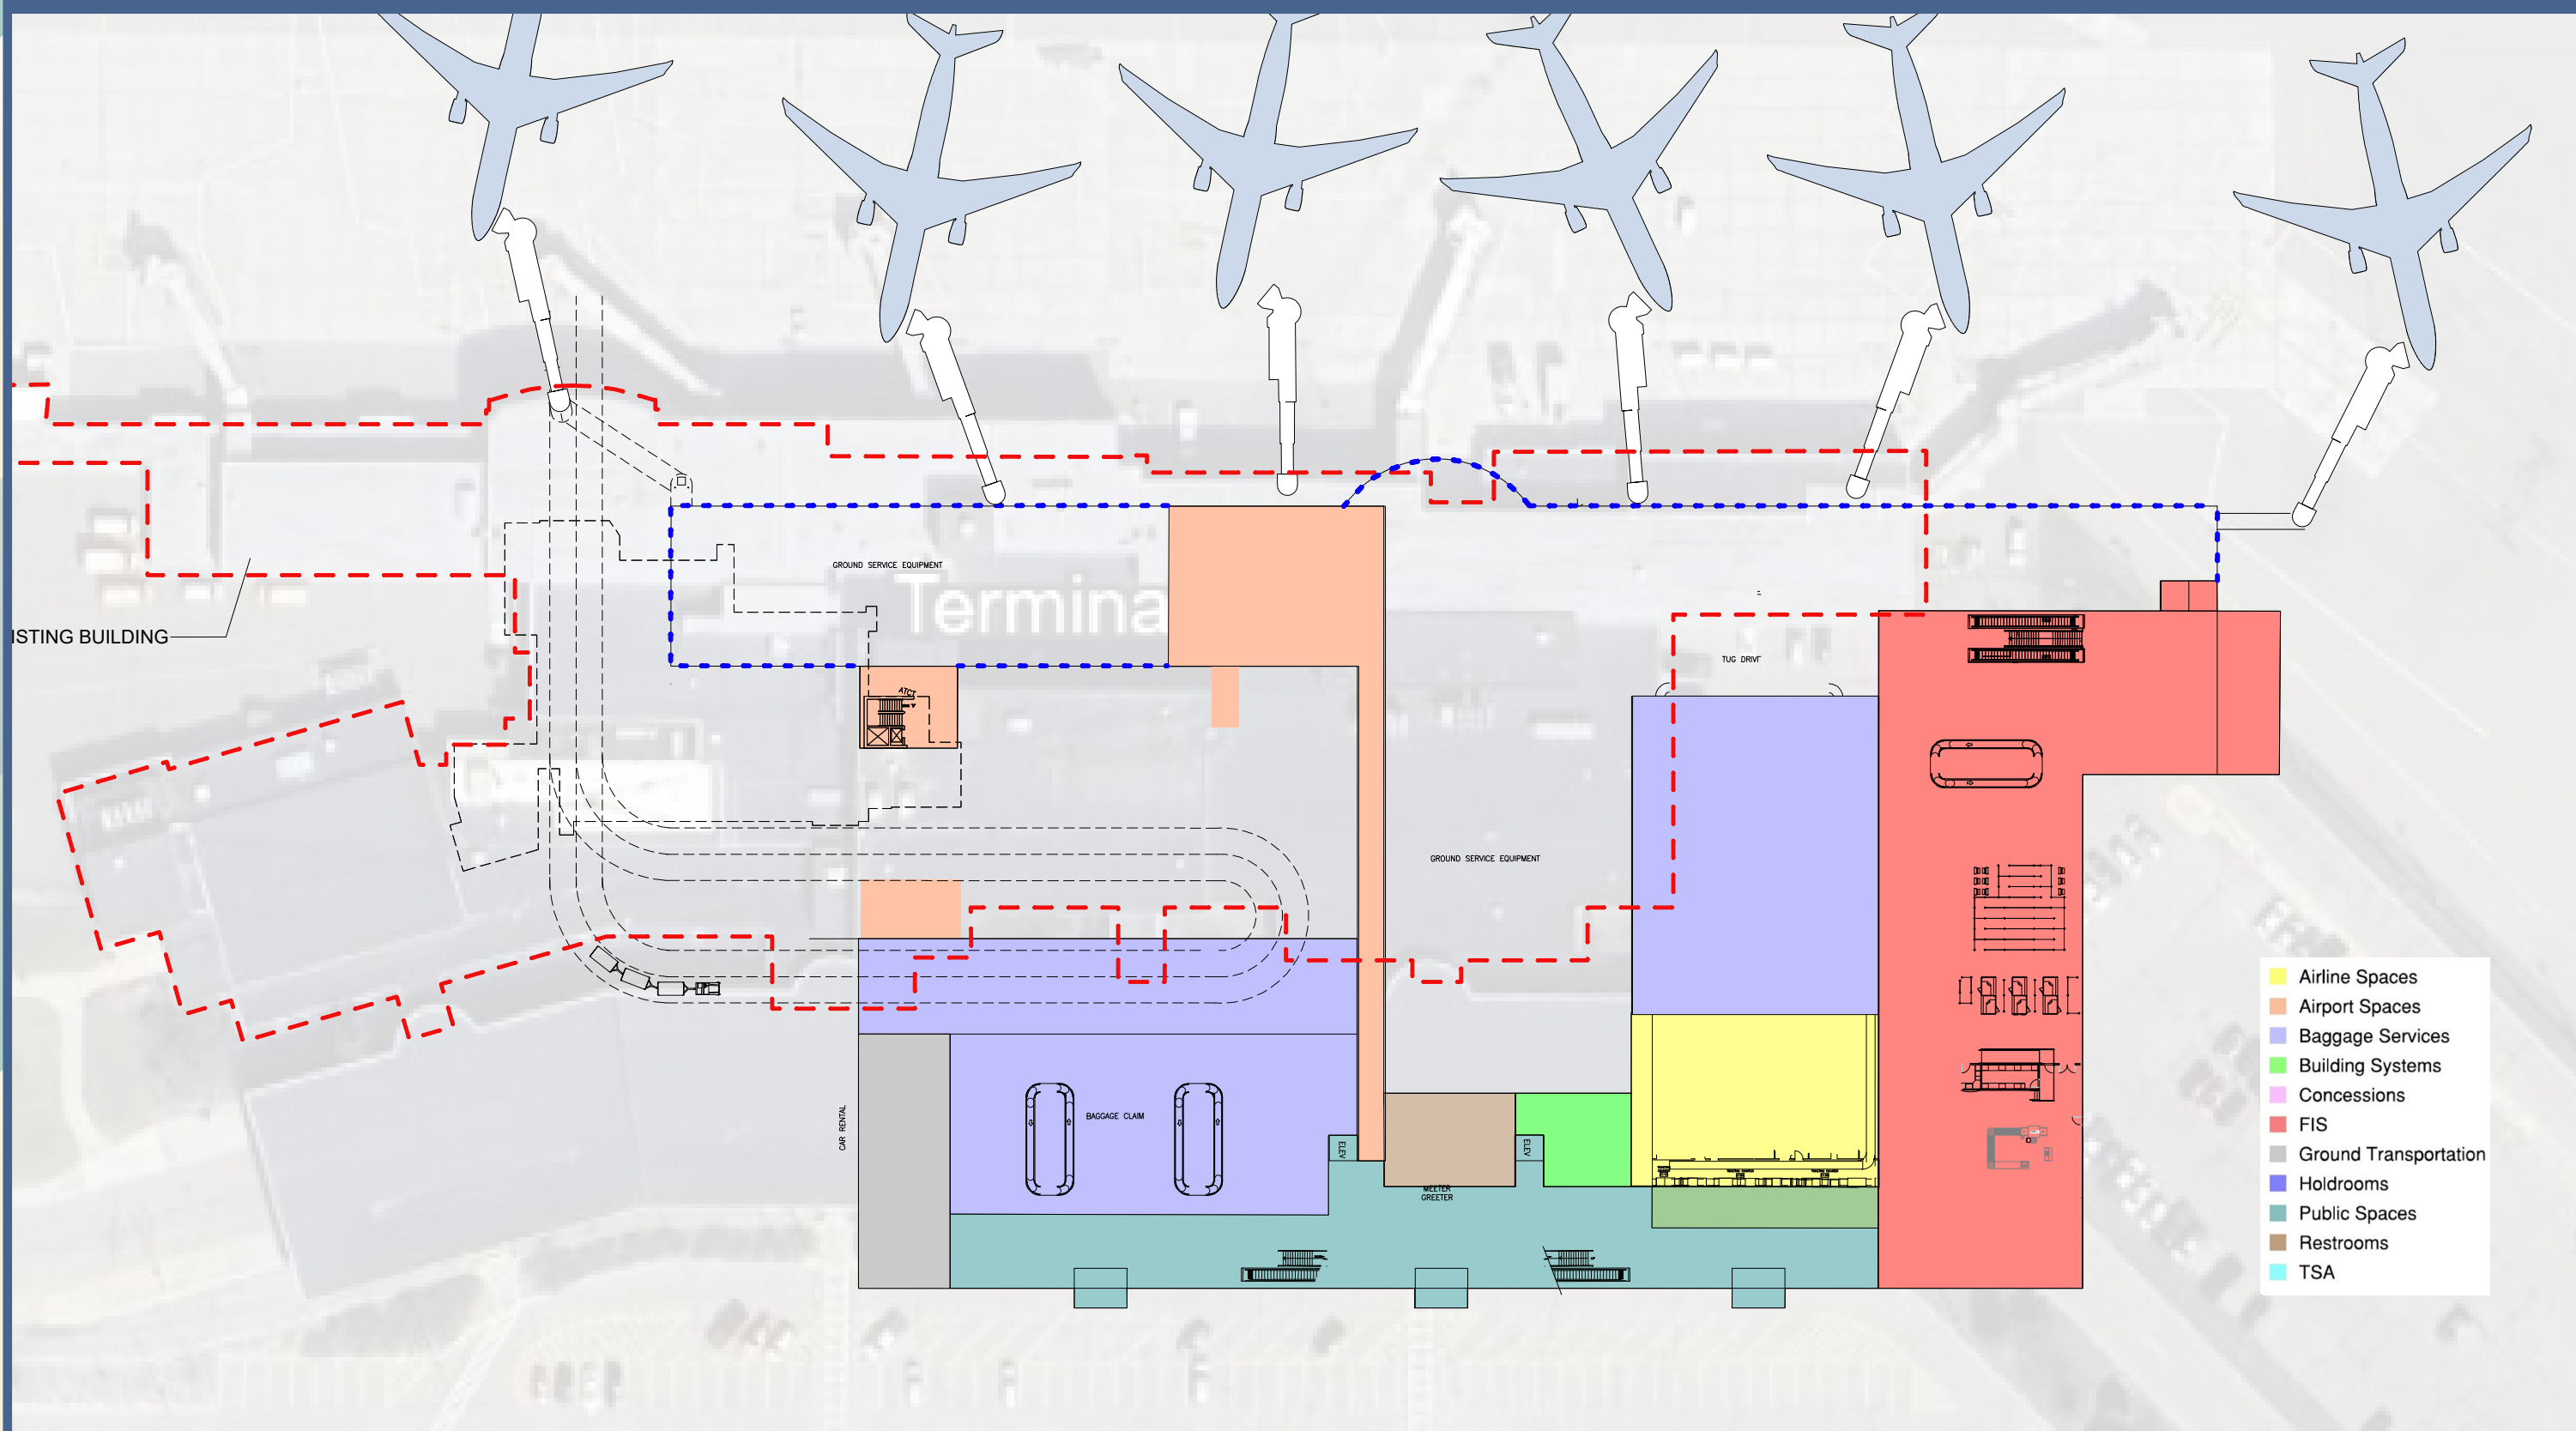 GROUND SERVICE EQUIPMENT
Termina
ISTING BUILDING
TUG DRIV
ATCT
GROUND SERVICE EQUIPMENT
CAR RENTAL
BAGGAGE CLAIM
ELEV
ELEV
MEETER
GREETER
Airline Spaces
Airport Spaces
Baggage Services
Building Systems
Concessions
FIS
Ground Transportation
Holdrooms
Public Spaces
Restrooms
TSA